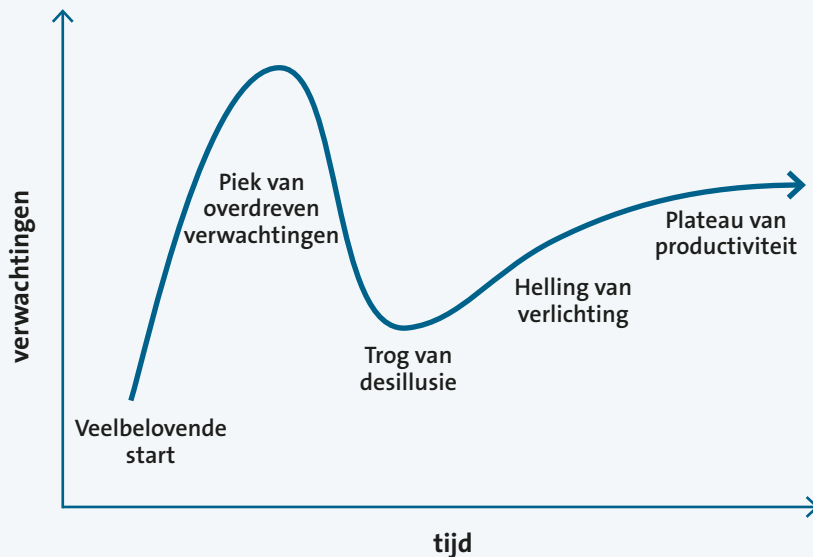 verwachtingen
Piek van
overdreven
verwachtingen
Plateau van
productiviteit
Helling van
verlichting
Trog van
desillusie
Veelbelovende
start
tijd